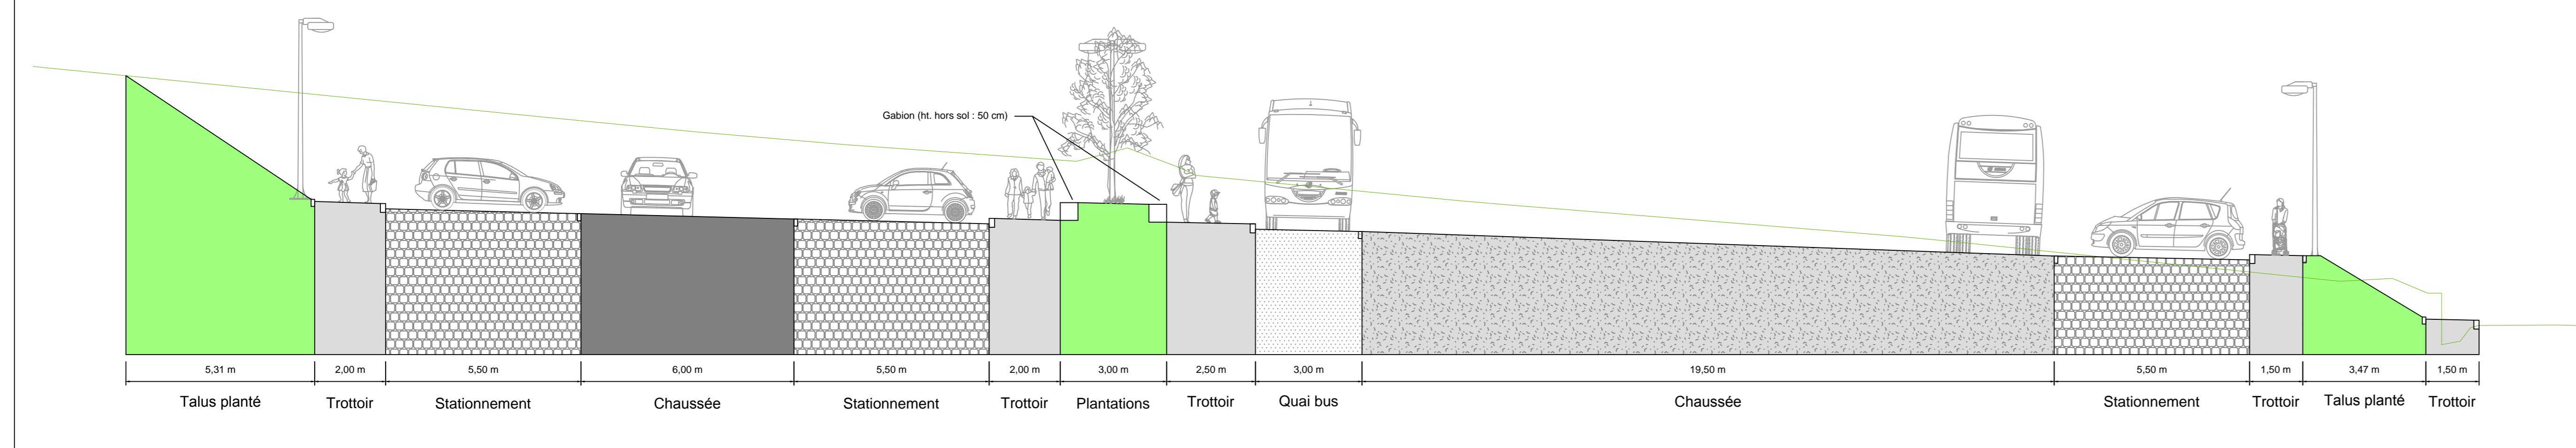 Gabion (ht. hors sol : 50 cm)
5,31 m
2,00 m
5,50 m
6,00 m
5,50 m
2,00 m
3,00 m
2,50 m
3,00 m
19,50 m
5,50 m
1,50 m
3,47 m
1,50 m
Talus planté
Trottoir
Stationnement
Chaussée
Stationnement
Trottoir
Plantations
Trottoir
Quai bus
Chaussée
Stationnement
Trottoir
Talus planté
Trottoir